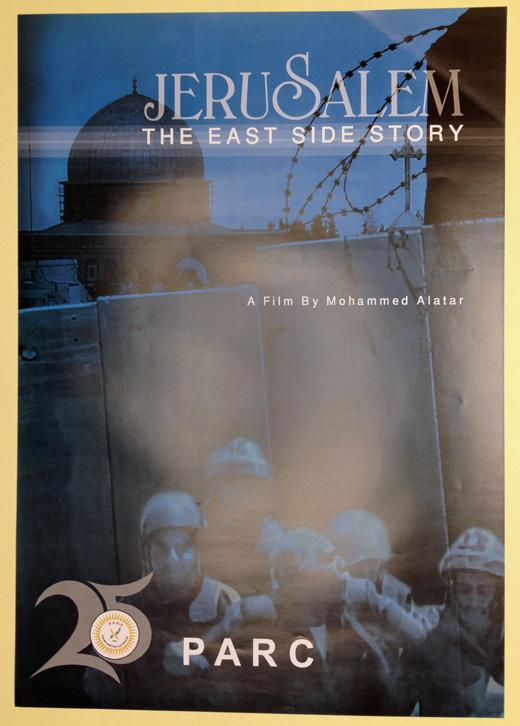 JERUSALEM
THE EAST SIDE STORY
A Film By Mohammed Alatar
25
PARC